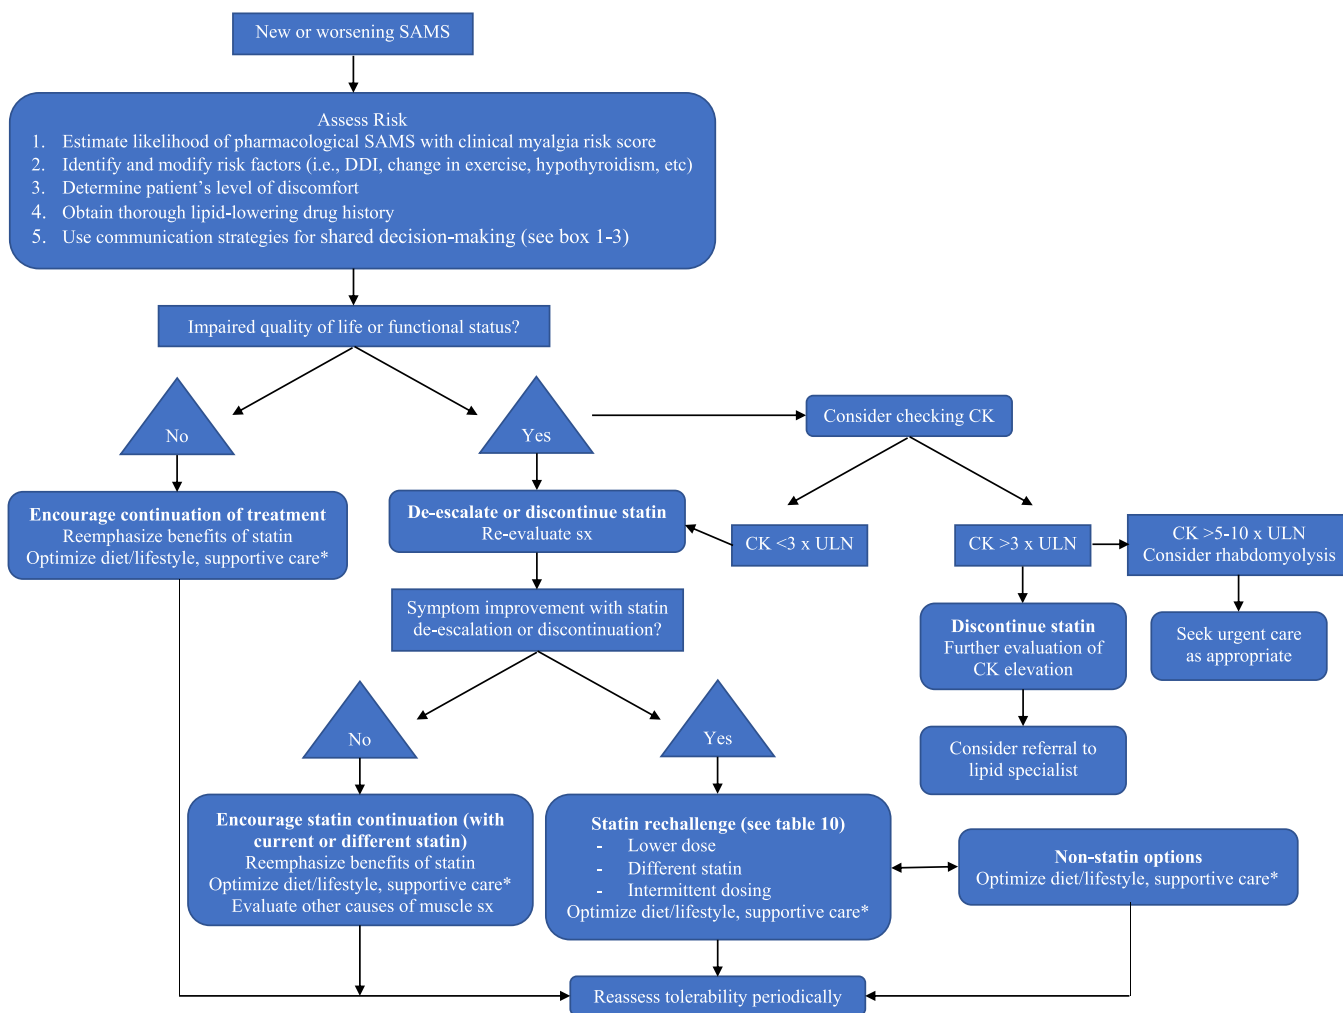 New or worsening SAMS
Assess Risk
1. Estimate likelihood of pharmacological SAMS with clinical myalgia risk score
2. Identify and modify risk factors (i.e., DDI, change in exercise, hypothyroidism, etc)
3. Determine patient's level of discomfort
4. Obtain thorough lipid-lowering drug history
5. Use communication strategies for shared decision-making (see box 1-3)
Impaired quality of life or functional status?
No
Yes
Consider checking CK
Encourage continuation of treatment
Reemphasize benefits of statin
Optimize diet/lifestyle, supportive care*
De-escalate or discontinue statin
Re-evaluate sx
CK <3 x ULN
CK >3 x ULN
CK >5-10 x ULN
Consider rhabdomyolysis
Symptom improvement with statin
de-escalation or discontinuation?
Discontinue statin
Further evaluation of
CK elevation
Seek urgent care
as appropriate
No
Yes
Consider referral to
lipid specialist
Encourage statin continuation (with
current or different statin)
Reemphasize benefits of statin
Optimize diet/lifestyle, supportive care*
Evaluate other causes of muscle sx
Statin rechallenge (see table 10)
- Lower dose
- Different statin
- Intermittent dosing
Optimize diet/lifestyle, supportive care*
Non-statin options
Optimize diet/lifestyle, supportive care*
Reassess tolerability periodically